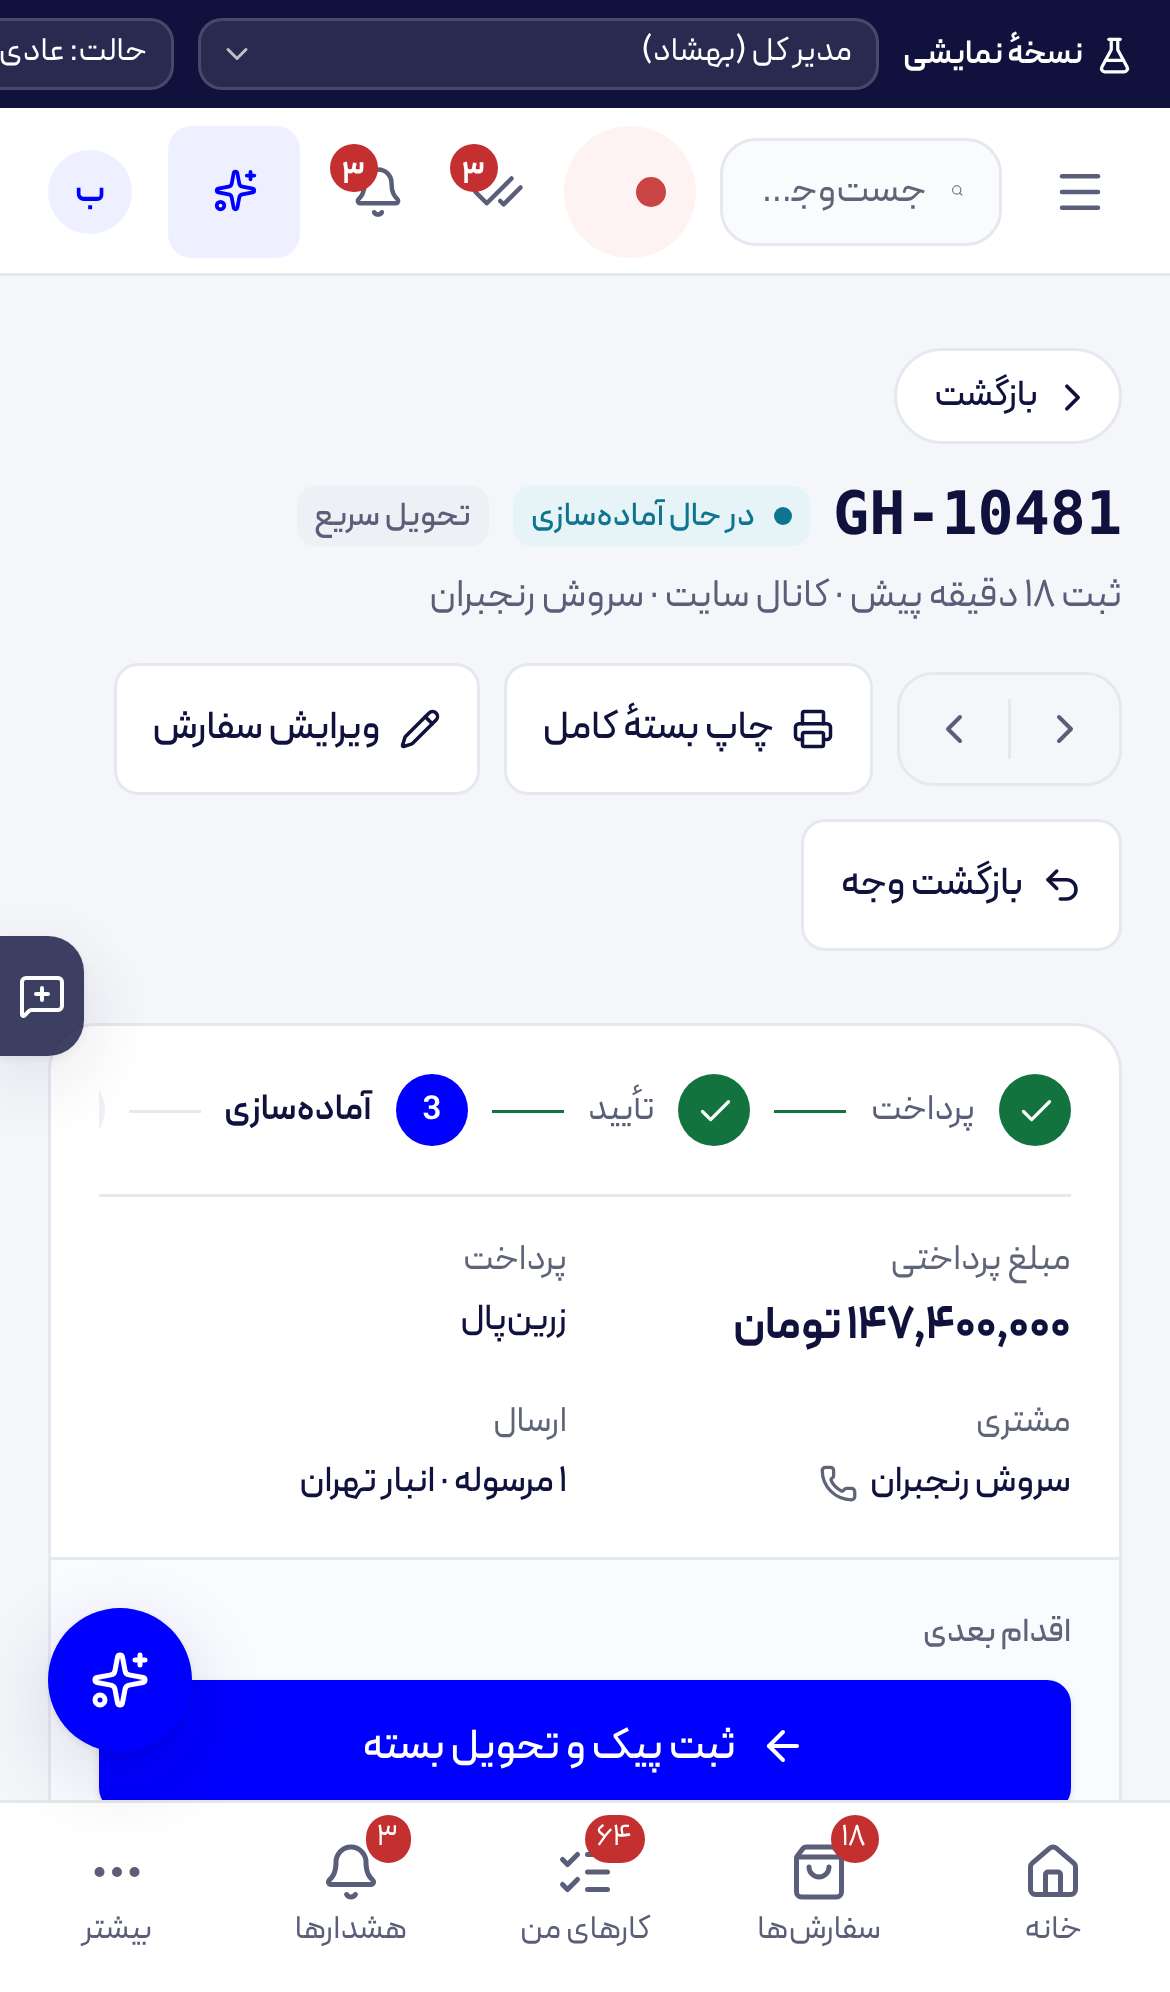 نسخهٔ نمایشی
مدیر کل (بهشاد)
حالت: عادی
جست‌وجـ...
۳
۳
ب
بازگشت
GH-10481
در حال آماده‌سازی
تحویل سریع
ثبت ۱۸ دقیقه پیش · کانال سایت · سروش رنجبران
چاپ بستهٔ کامل
ویرایش سفارش
بازگشت وجه
پرداخت
تأیید
3
آماده‌سازی
مبلغ پرداختی
پرداخت
۱۴۷,۴۰۰,۰۰۰ تومان
زرین‌پال
مشتری
ارسال
سروش رنجبران
۱ مرسوله · انبار تهران
اقدام بعدی
ثبت پیک و تحویل بسته
۱۸
۶۴
۳
خانه
سفارش‌ها
کارهای من
هشدارها
بیشتر